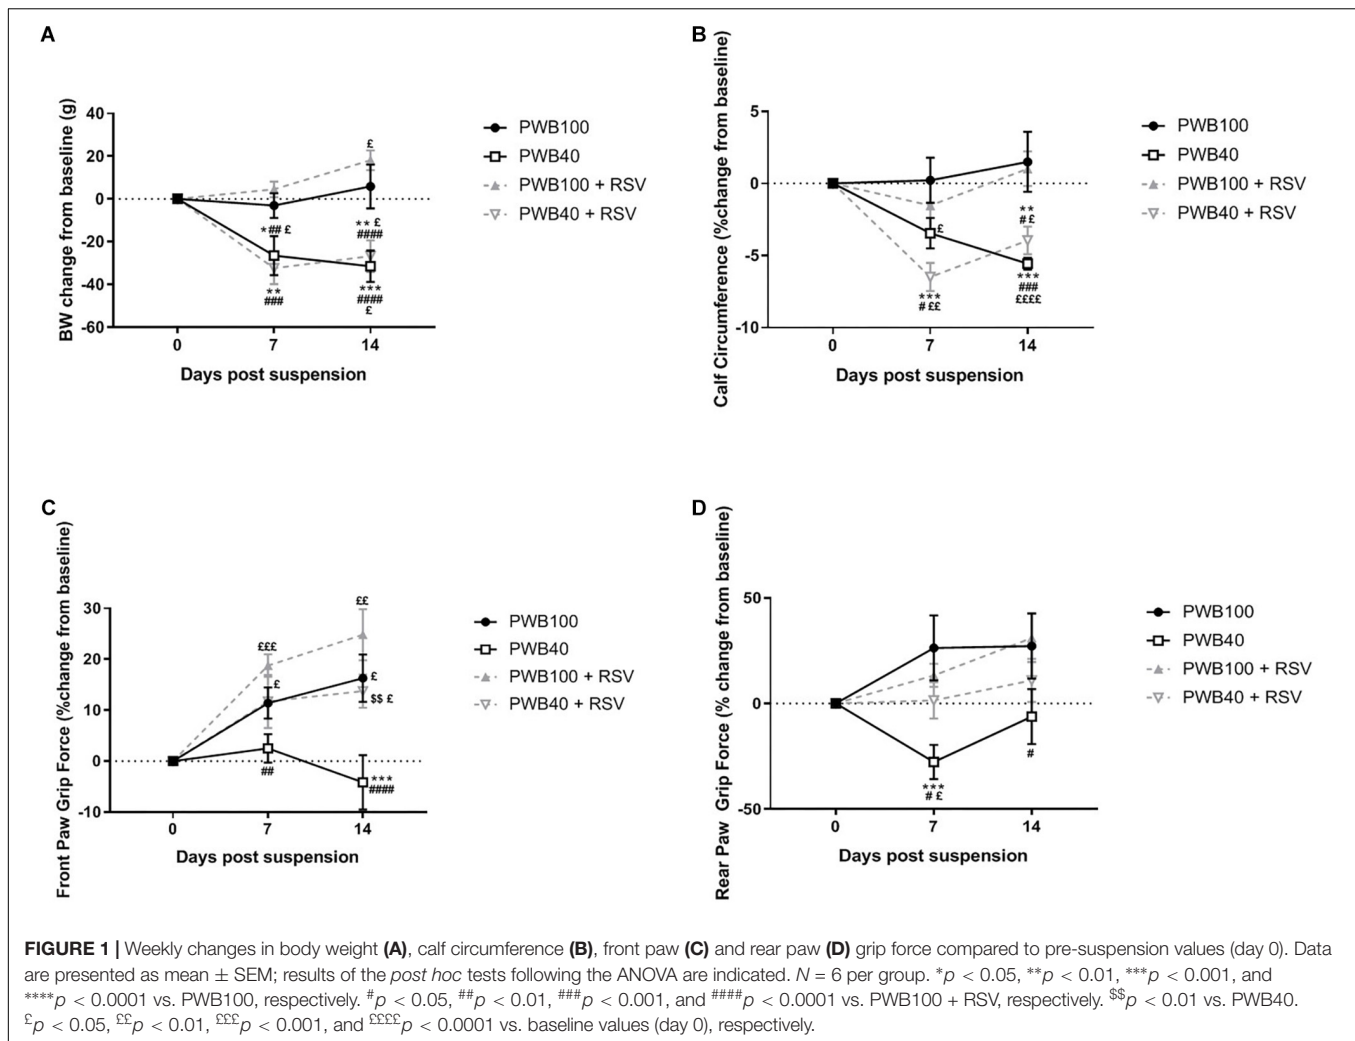 A
BW change from baseline (g)
40
20
0
-20
-40
-60
£
* ## £
** £
####
**
###
***
####
£
0
7
14
Days post suspension
PWB100
PWB40
PWB100 + RSV
PWB40 + RSV
B
Calf Circumference (%change from baseline)
5
0
-5
-10
£
**
# £
***
# ££
***
###
££££
0
7
14
Days post suspension
PWB100
PWB40
PWB100 + RSV
PWB40 + RSV
C
Front Paw Grip Force (%change from baseline)
30
20
10
0
-10
££
£££
£
£
$$ £
##
***
####
0
7
14
Days post suspension
PWB100
PWB40
PWB100 + RSV
PWB40 + RSV
D
Rear Paw Grip Force (% change from baseline)
50
0
-50
#
***
# £
0
7
14
Days post suspension
PWB100
PWB40
PWB100 + RSV
PWB40 + RSV
FIGURE 1 | Weekly changes in body weight (A), calf circumference (B), front paw (C) and rear paw (D) grip force compared to pre-suspension values (day 0). Data
are presented as mean ± SEM; results of the post hoc tests following the ANOVA are indicated. N = 6 per group. *p < 0.05, **p < 0.01, ***p < 0.001, and
****p < 0.0001 vs. PWB100, respectively. #p < 0.05, ##p < 0.01, ###p < 0.001, and ####p < 0.0001 vs. PWB100 + RSV, respectively. $$p < 0.01 vs. PWB40.
£p < 0.05, ££p < 0.01, £££p < 0.001, and ££££p < 0.0001 vs. baseline values (day 0), respectively.